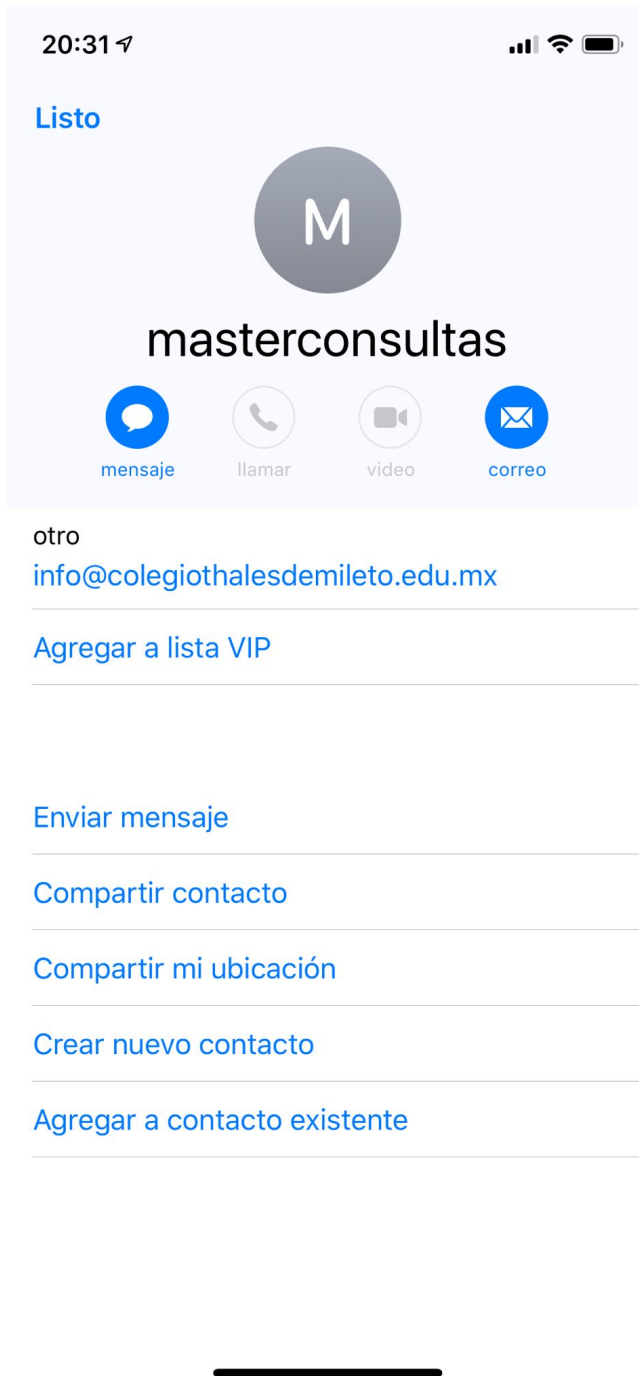 20:31
Listo
M
masterconsultas
mensaje llamar video correo
otro
info@colegiothalesdemileto.edu.mx
Agregar a lista VIP
Enviar mensaje
Compartir contacto
Compartir mi ubicación
Crear nuevo contacto
Agregar a contacto existente